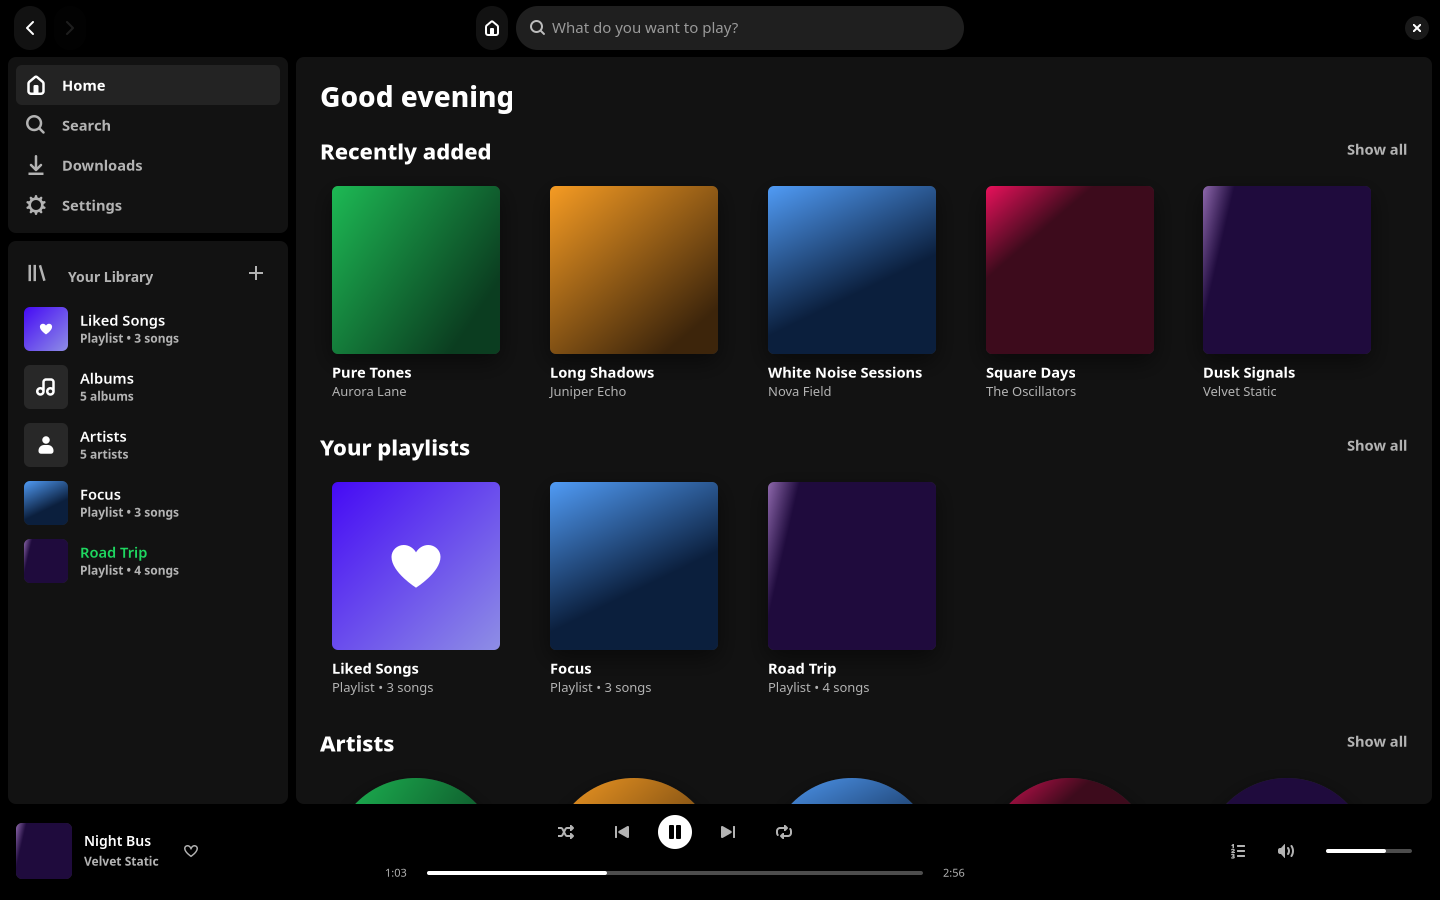 What do you want to play?
Home
Search
Downloads
Settings
Your Library
Liked Songs
Playlist • 3 songs
Albums
5 albums
Artists
5 artists
Focus
Playlist • 3 songs
Road Trip
Playlist • 4 songs
Good evening
Recently added
Show all
Pure Tones
Aurora Lane
Long Shadows
Juniper Echo
White Noise Sessions
Nova Field
Square Days
The Oscillators
Dusk Signals
Velvet Static
Your playlists
Show all
Liked Songs
Playlist • 3 songs
Focus
Playlist • 3 songs
Road Trip
Playlist • 4 songs
Artists
Show all
Night Bus
Velvet Static
1:03
2:56